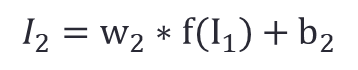 I₂ = w₂ * f(I₁) + b₂